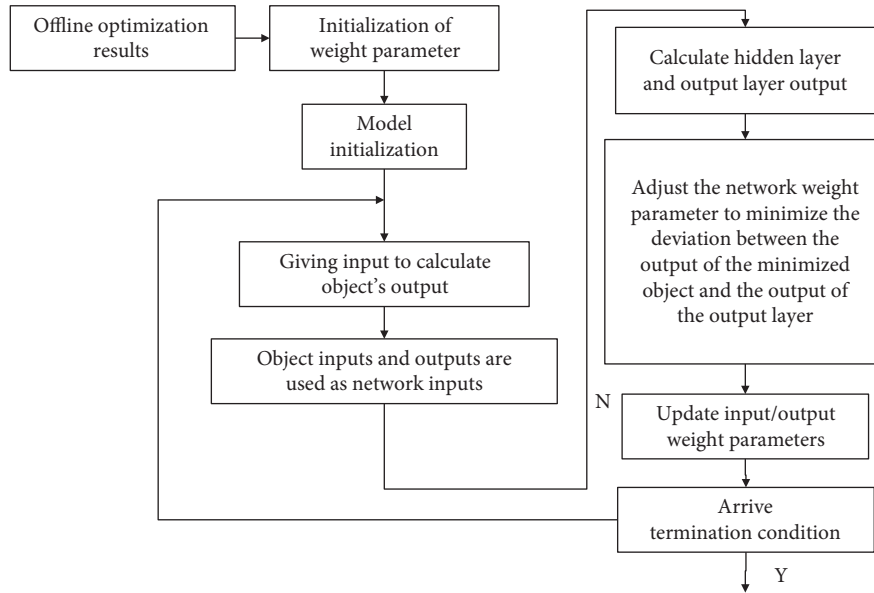 Offline optimization
results
Initialization of
weight parameter
Model
initialization
Giving input to calculate
object's output
Object inputs and outputs are
used as network inputs
Calculate hidden layer
and output layer output
Adjust the network weight
parameter to minimize the
deviation between the
output of the minimized
object and the output of
the output layer
N
Update input/output
weight parameters
Arrive
termination condition
Y